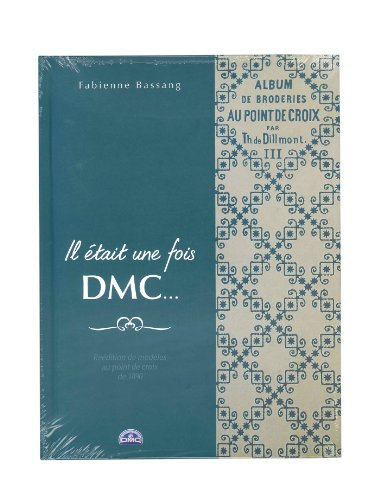 Fabienne Bassang
Il était une fois
DMC...
Réédition de modèles
au point de croix
de 1890
DMC
ALBUM
DE BRODERIES
AU POINT DE CROIX
PAR
Th. de Dillmont.
III